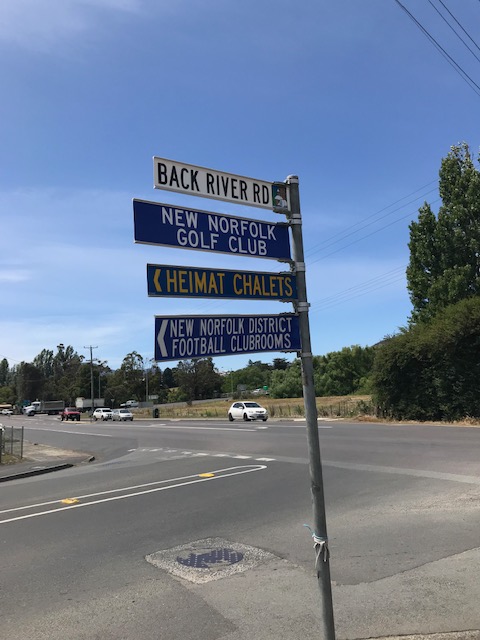 BACK RIVER RD
NEW NORFOLK
GOLF CLUB
HEIMAT CHALETS
NEW NORFOLK DISTRICT
FOOTBALL CLUBROOMS